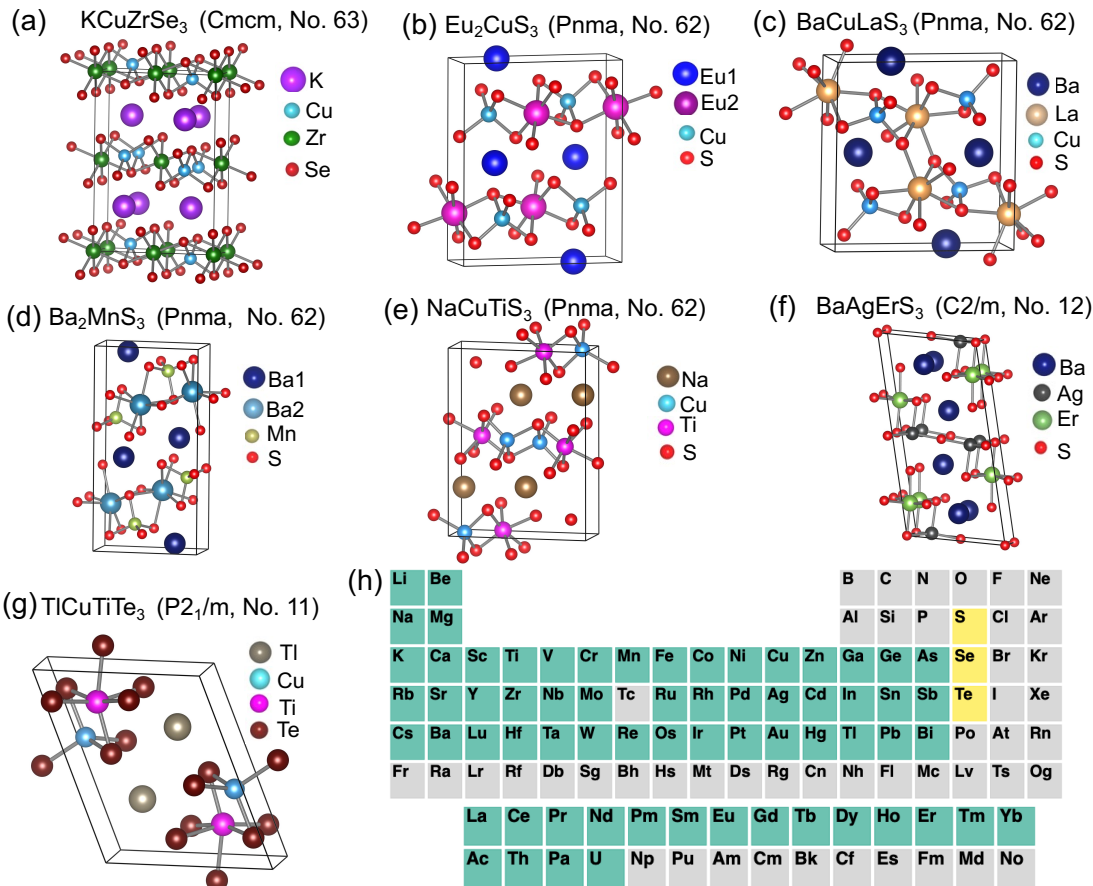 (a) KCuZrSe₃ (Cmcm, No. 63)
K
Cu
Zr
Se
(b) Eu₂CuS₃ (Pnma, No. 62)
Eu1
Eu2
Cu
S
(c) BaCuLaS₃ (Pnma, No. 62)
Ba
La
Cu
S
(d) Ba₂MnS₃ (Pnma, No. 62)
Ba1
Ba2
Mn
S
(e) NaCuTiS₃ (Pnma, No. 62)
Na
Cu
Ti
S
(f) BaAgErS₃ (C2/m, No. 12)
Ba
Ag
Er
S
(g) TlCuTiTe₃ (P2₁/m, No. 11)
Tl
Cu
Ti
Te
(h)
Li Be B C N O F Ne
Na Mg Al Si P S Cl Ar
K Ca Sc Ti V Cr Mn Fe Co Ni Cu Zn Ga Ge As Se Br Kr
Rb Sr Y Zr Nb Mo Tc Ru Rh Pd Ag Cd In Sn Sb Te I Xe
Cs Ba Lu Hf Ta W Re Os Ir Pt Au Hg Tl Pb Bi Po At Rn
Fr Ra Lr Rf Db Sg Bh Hs Mt Ds Rg Cn Nh Fl Mc Lv Ts Og
La Ce Pr Nd Pm Sm Eu Gd Tb Dy Ho Er Tm Yb
Ac Th Pa U Np Pu Am Cm Bk Cf Es Fm Md No